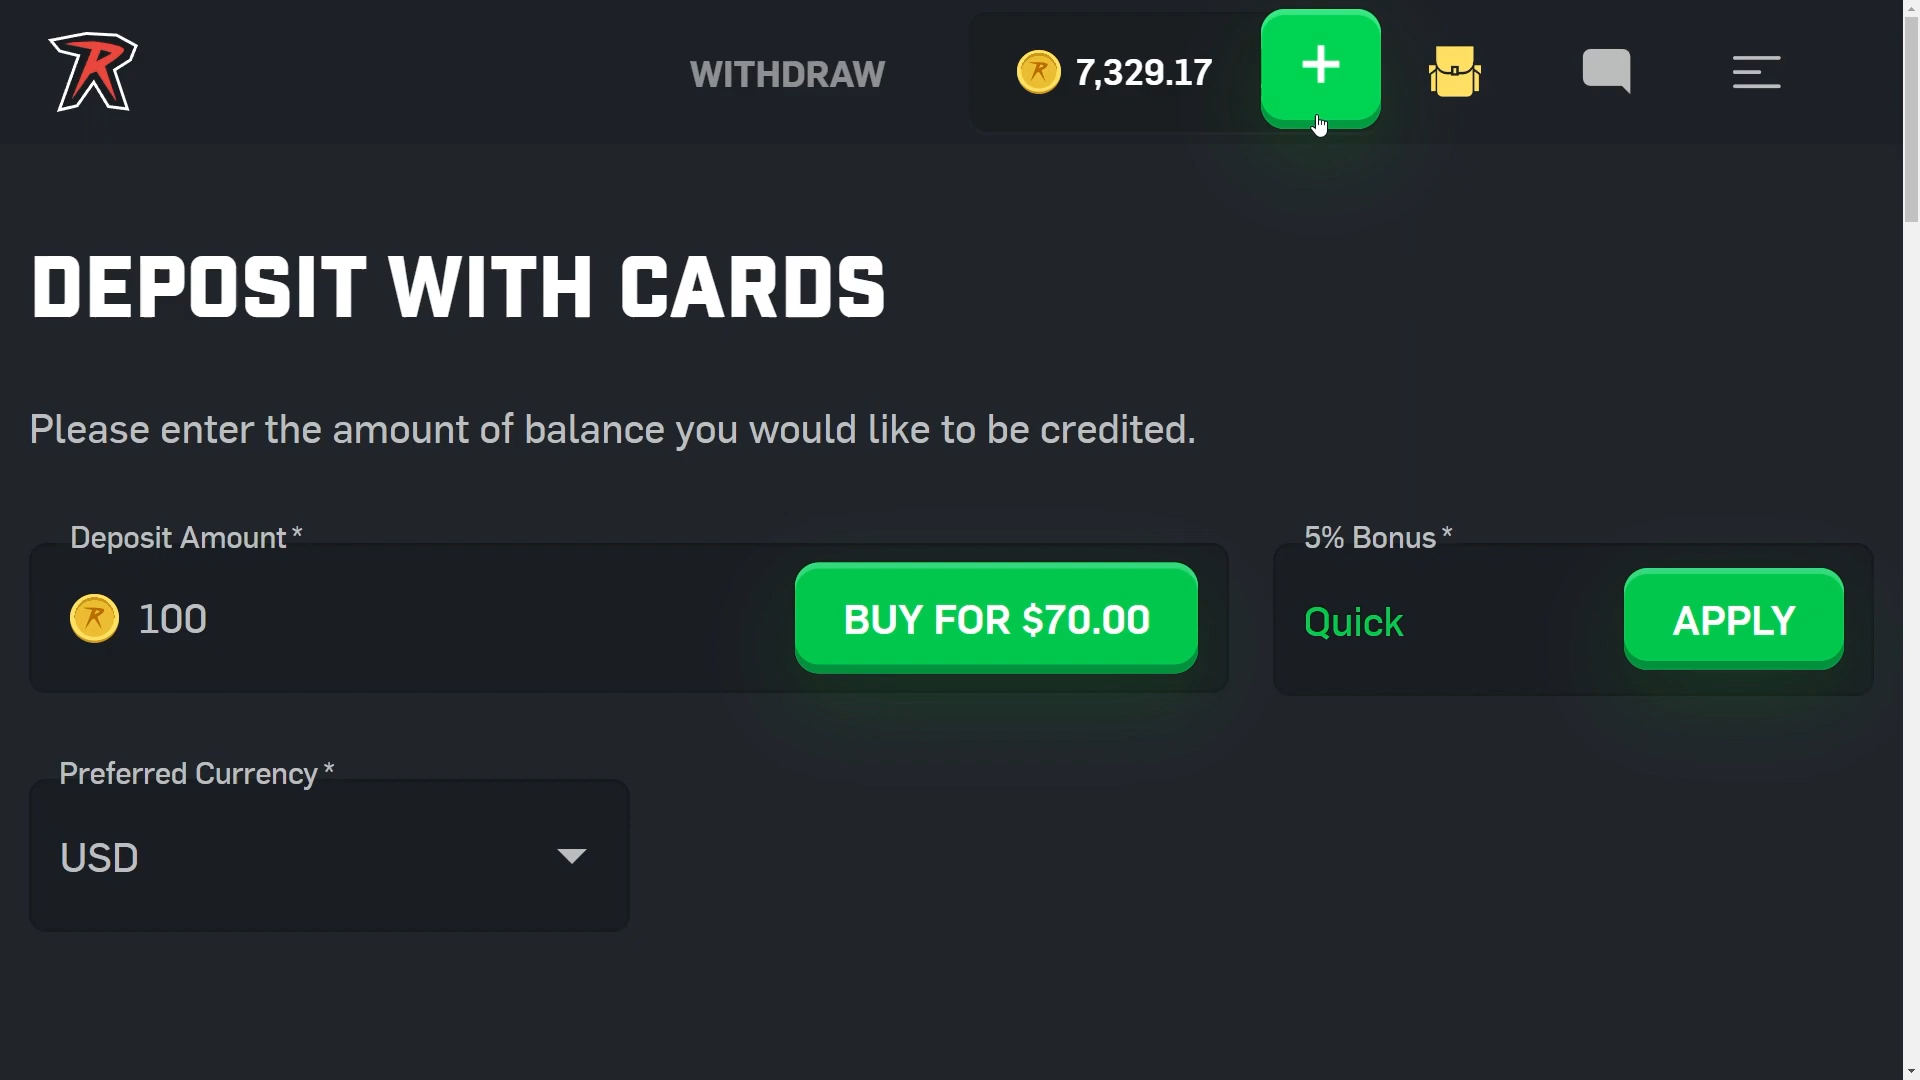 WITHDRAW
7,329.17
+
DEPOSIT WITH CARDS
Please enter the amount of balance you would like to be credited.
Deposit Amount*
100
BUY FOR $70.00
5% Bonus*
Quick
APPLY
Preferred Currency*
USD